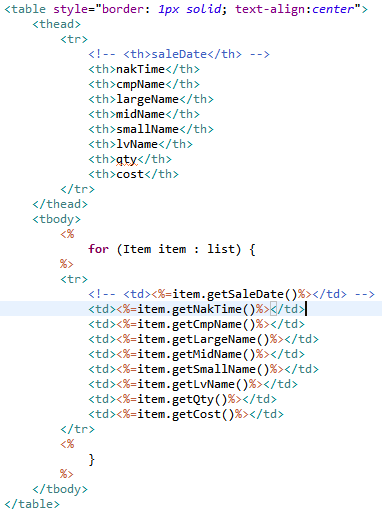 <table style="border: 1px solid; text-align:center">
<thead>
<tr>
<!-- <th>saleDate</th> -->
<th>nakTime</th>
<th>cmpName</th>
<th>largeName</th>
<th>midName</th>
<th>smallName</th>
<th>lvName</th>
<th>qty</th>
<th>cost</th>
</tr>
</thead>
<tbody>
<%
for (Item item : list) {
%>
<tr>
<!-- <td><%=item.getSaleDate()%></td> -->
<td><%=item.getNakTime()%></td>
<td><%=item.getCmpName()%></td>
<td><%=item.getLargeName()%></td>
<td><%=item.getMidName()%></td>
<td><%=item.getSmallName()%></td>
<td><%=item.getLvName()%></td>
<td><%=item.getQty()%></td>
<td><%=item.getCost()%></td>
</tr>
<%
}
%>
</tbody>
</table>